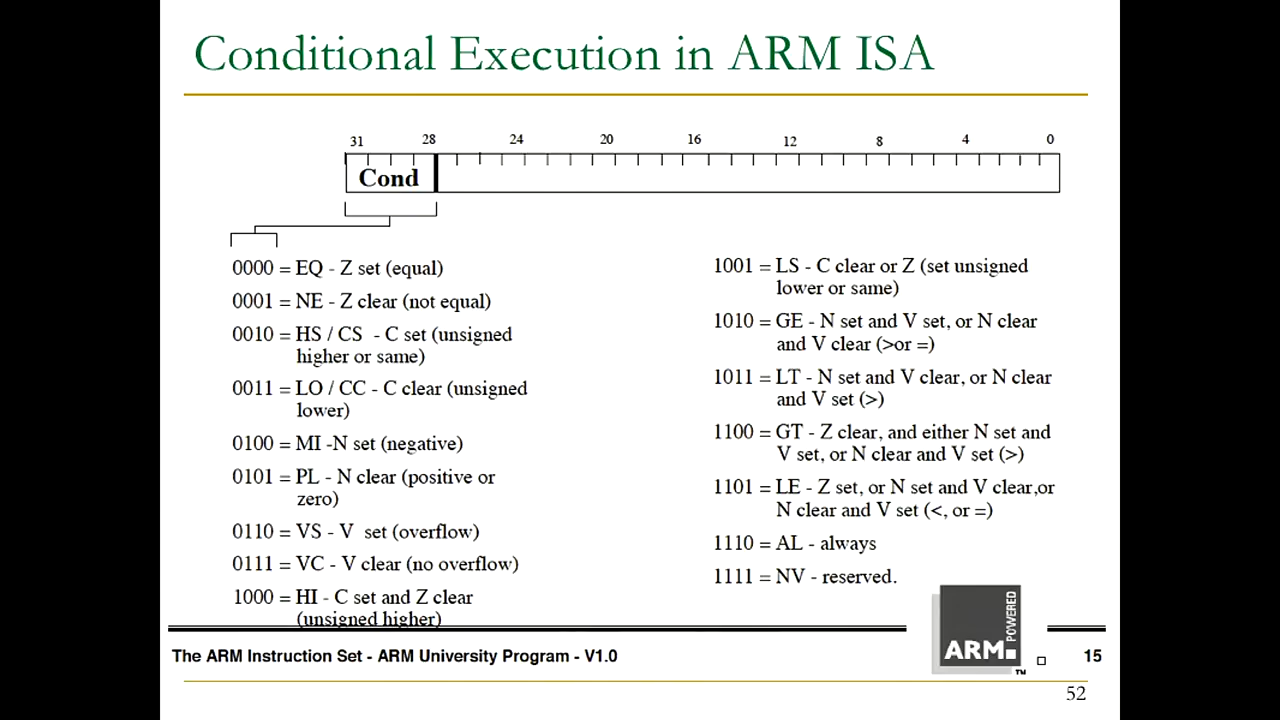 Conditional Execution in ARM ISA
31 28 24 20 16 12 8 4 0
Cond
0000 = EQ - Z set (equal)
0001 = NE - Z clear (not equal)
0010 = HS / CS - C set (unsigned
higher or same)
0011 = LO / CC - C clear (unsigned
lower)
0100 = MI -N set (negative)
0101 = PL - N clear (positive or
zero)
0110 = VS - V set (overflow)
0111 = VC - V clear (no overflow)
1000 = HI - C set and Z clear
(unsigned higher)
1001 = LS - C clear or Z (set unsigned
lower or same)
1010 = GE - N set and V set, or N clear
and V clear (>or =)
1011 = LT - N set and V clear, or N clear
and V set (>)
1100 = GT - Z clear, and either N set and
V set, or N clear and V set (>)
1101 = LE - Z set, or N set and V clear,or
N clear and V set (<, or =)
1110 = AL - always
1111 = NV - reserved.
The ARM Instruction Set - ARM University Program - V1.0
ARM
POWERED
TM
15
52